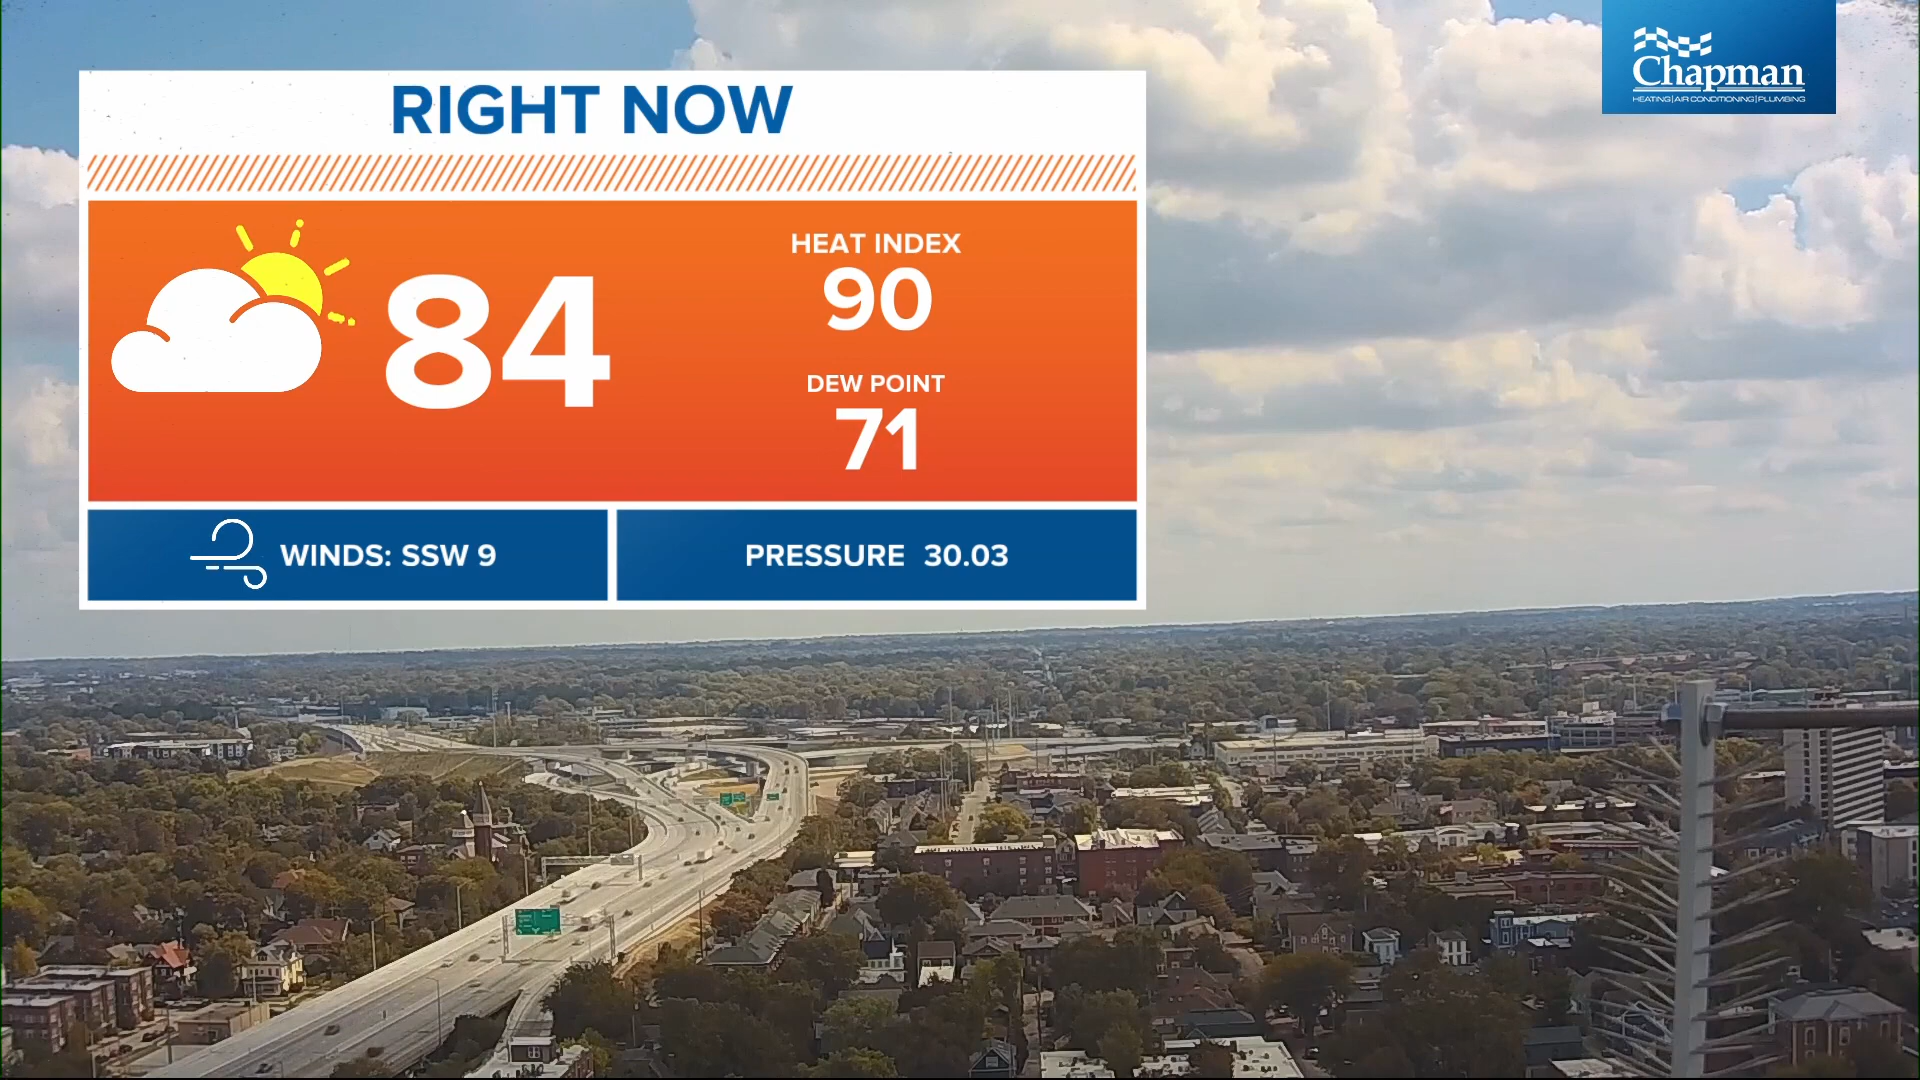 RIGHT NOW
84
HEAT INDEX
90
DEW POINT
71
WINDS: SSW 9
PRESSURE 30.03
Chapman
HEATING|AIR CONDITIONING|PLUMBING